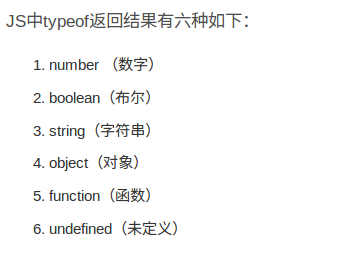 JS中typeof返回结果有六种如下：
1. number （数字）
2. boolean（布尔）
3. string（字符串）
4. object（对象）
5. function（函数）
6. undefined（未定义）